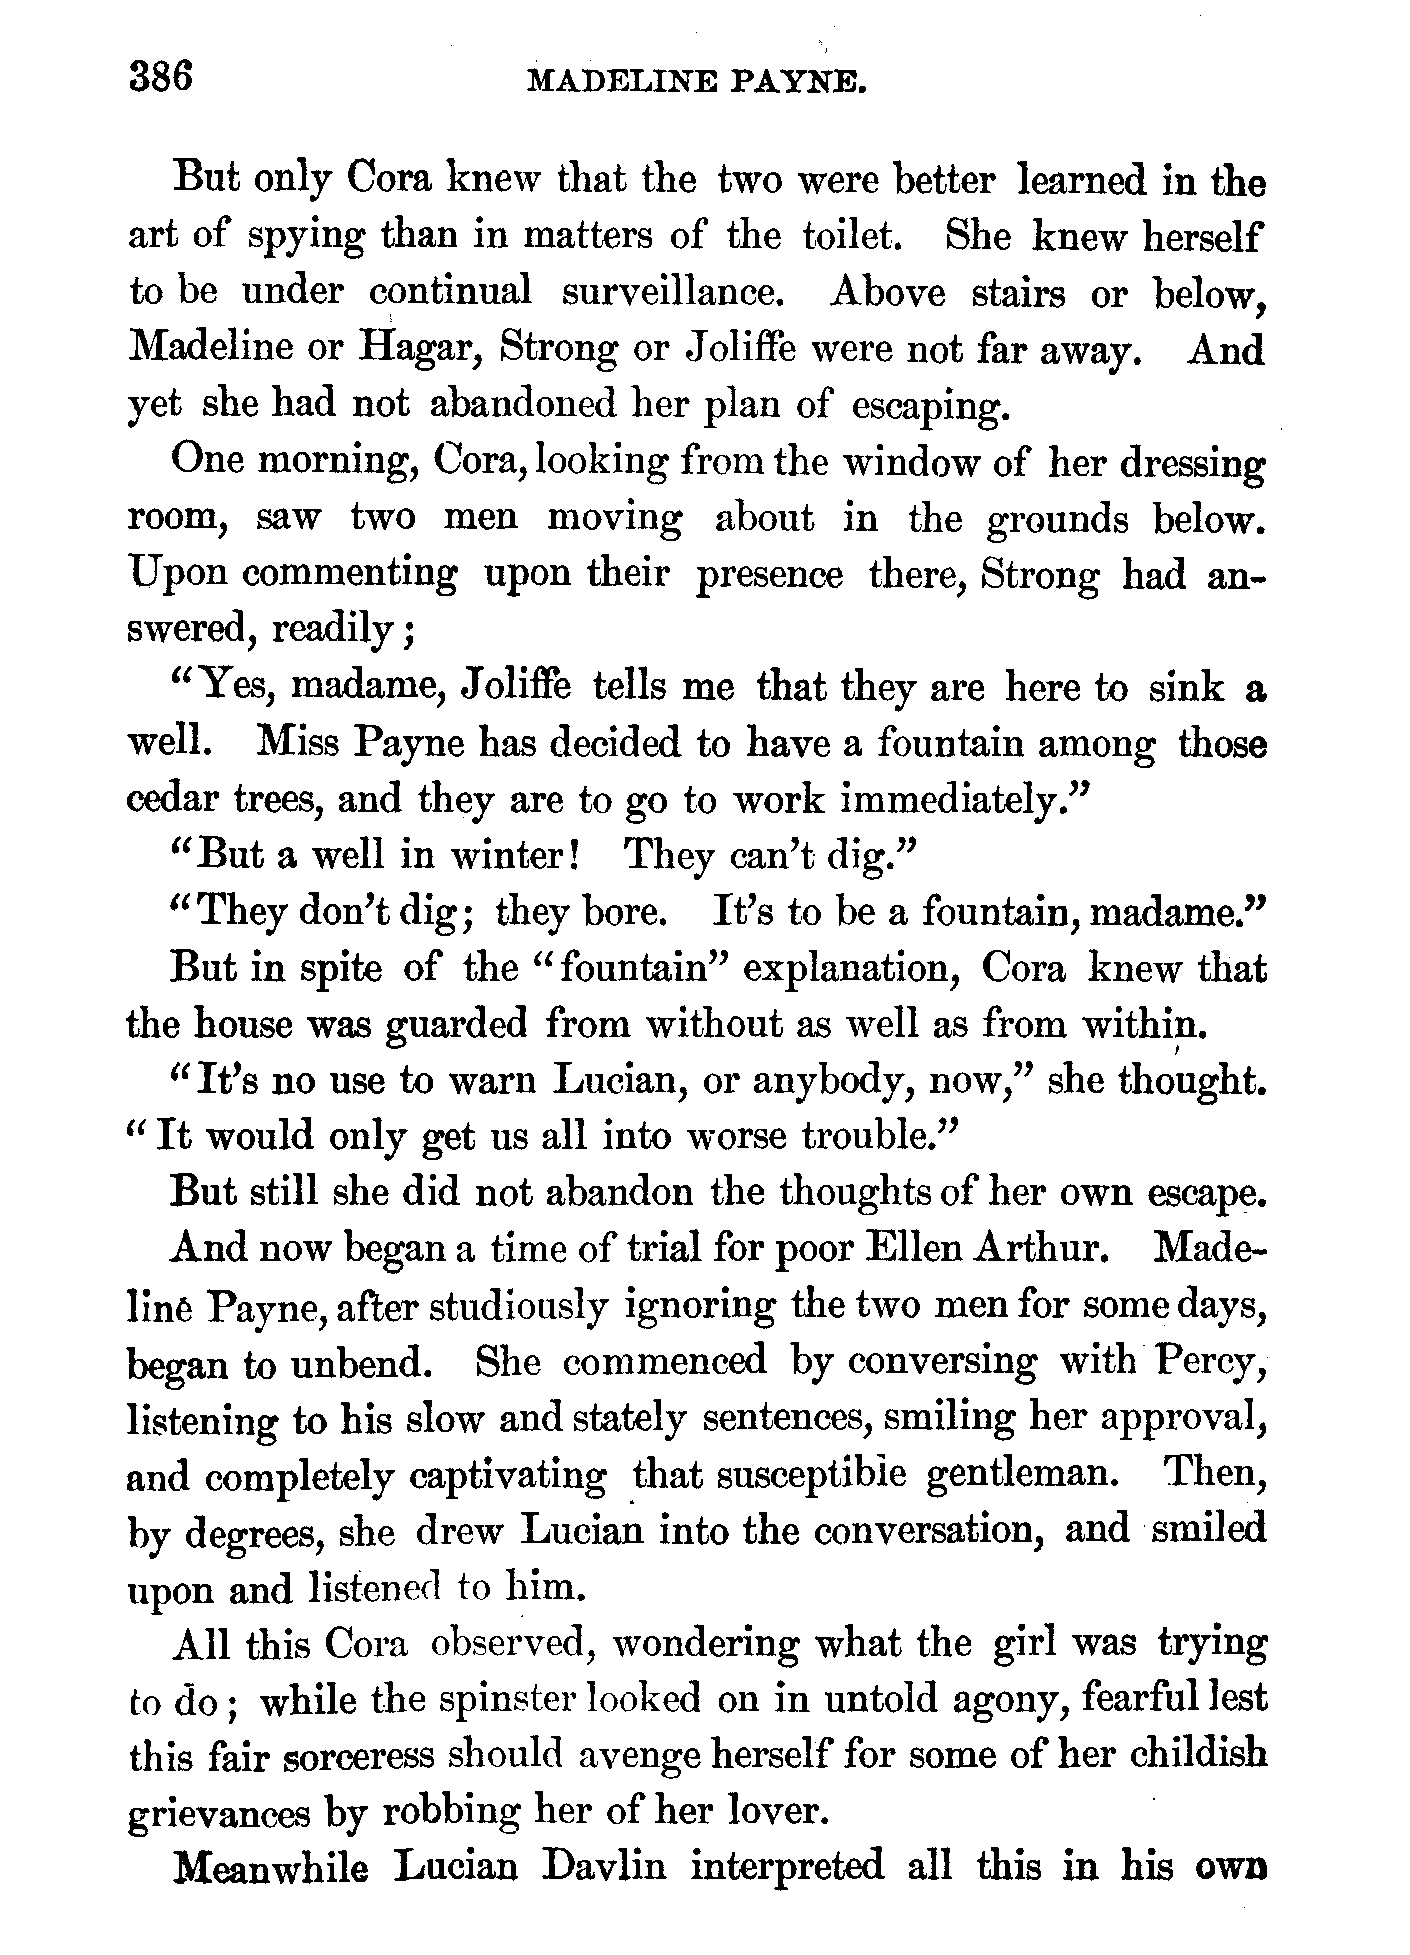 386 MADELINE PAYNE.
But only Cora knew that the two were better learned in the
art of spying than in matters of the toilet. She knew herself
to be under continual surveillance. Above stairs or below,
Madeline or Hagar, Strong or Joliffe were not far away. And
yet she had not abandoned her plan of escaping.
One morning, Cora, looking from the window of her dressing
room, saw two men moving about in the grounds below.
Upon commenting upon their presence there, Strong had an-
swered, readily;
"Yes, madame, Joliffe tells me that they are here to sink a
well. Miss Payne has decided to have a fountain among those
cedar trees, and they are to go to work immediately."
"But a well in winter! They can't dig."
"They don't dig; they bore. It's to be a fountain, madame."
But in spite of the "fountain" explanation, Cora knew that
the house was guarded from without as well as from within.
"It's no use to warn Lucian, or anybody, now," she thought.
"It would only get us all into worse trouble."
But still she did not abandon the thoughts of her own escape.
And now began a time of trial for poor Ellen Arthur. Made-
line Payne, after studiously ignoring the two men for some days,
began to unbend. She commenced by conversing with Percy,
listening to his slow and stately sentences, smiling her approval,
and completely captivating that susceptible gentleman. Then,
by degrees, she drew Lucian into the conversation, and smiled
upon and listened to him.
All this Cora observed, wondering what the girl was trying
to do; while the spinster looked on in untold agony, fearful lest
this fair sorceress should avenge herself for some of her childish
grievances by robbing her of her lover.
Meanwhile Lucian Davlin interpreted all this in his own